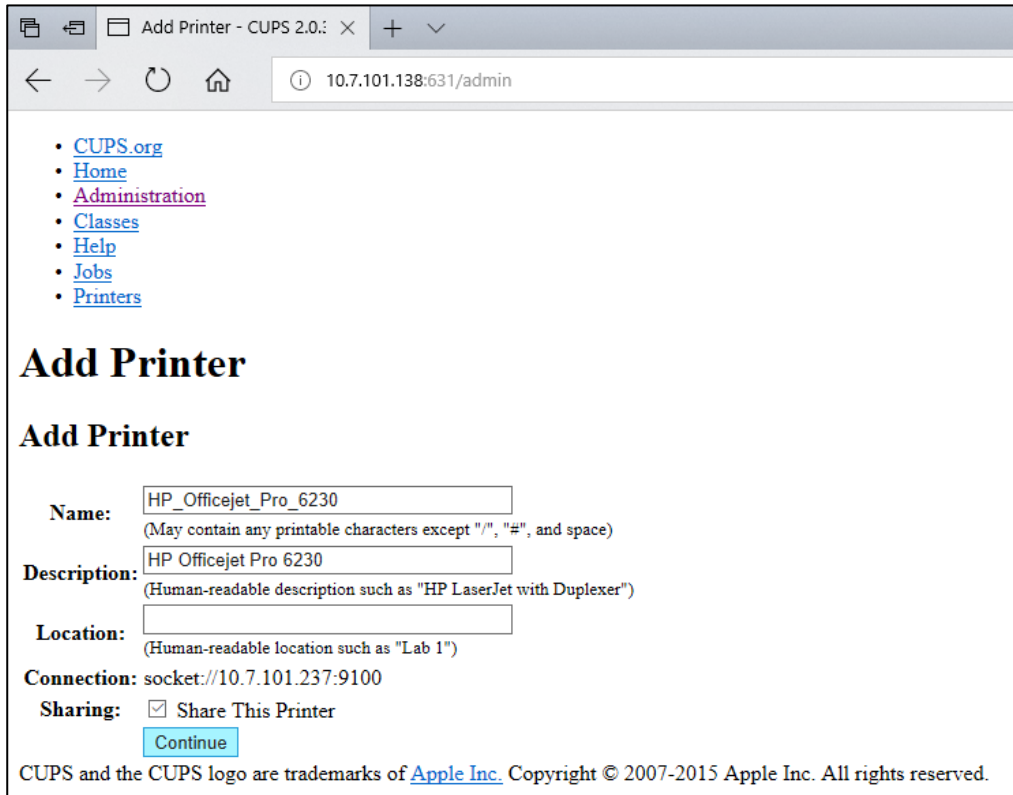 Add Printer - CUPS 2.0.3
10.7.101.138:631/admin
• CUPS.org
• Home
• Administration
• Classes
• Help
• Jobs
• Printers
Add Printer
Add Printer
Name: HP_Officejet_Pro_6230
(May contain any printable characters except "/", "#", and space)
Description: HP Officejet Pro 6230
(Human-readable description such as "HP LaserJet with Duplexer")
Location:
(Human-readable location such as "Lab 1")
Connection: socket://10.7.101.237:9100
Sharing: Share This Printer
Continue
CUPS and the CUPS logo are trademarks of Apple Inc. Copyright © 2007-2015 Apple Inc. All rights reserved.